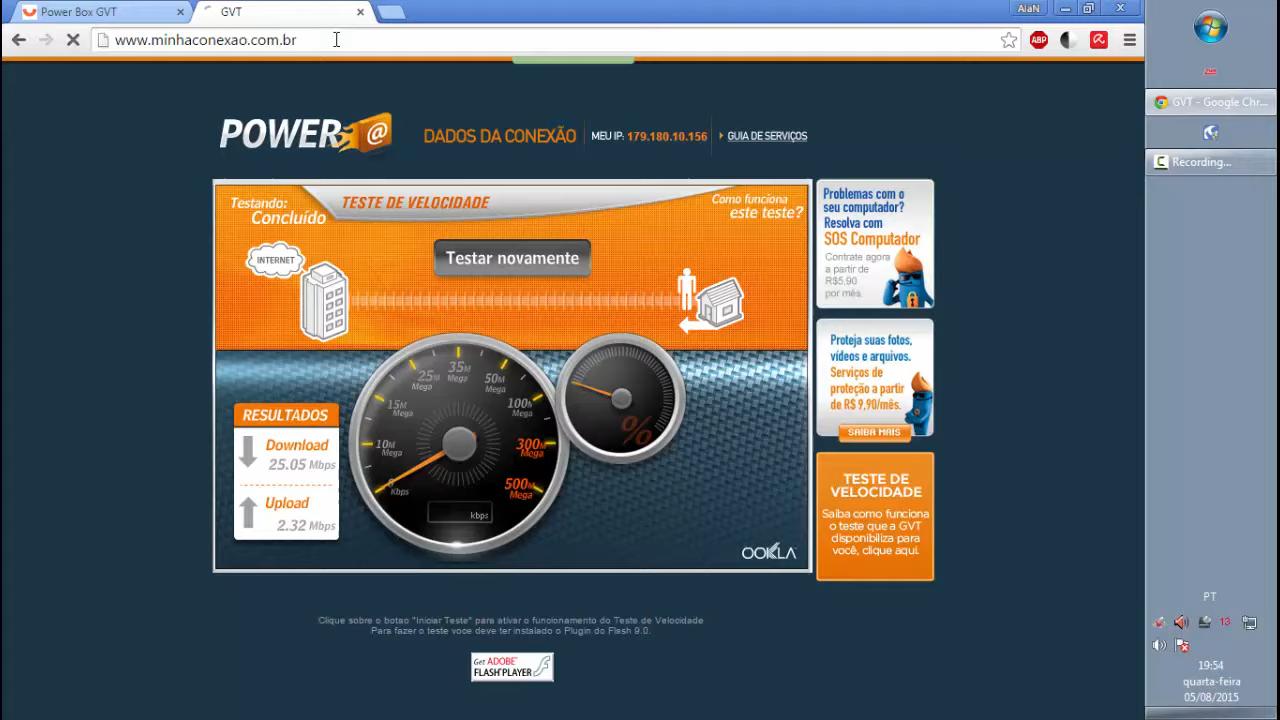 Power Box GVT
GVT
AlaN
www.minhaconexao.com.br
ABP
POWER @
DADOS DA CONEXÃO
MEU IP: 179.180.10.156
GUIA DE SERVIÇOS
Testando:
Concluído
TESTE DE VELOCIDADE
Como funciona
este teste?
INTERNET
Testar novamente
RESULTADOS
Download
25.05 Mbps
Upload
2.32 Mbps
Kbps
10M
Mega
15M
Mega
25M
Mega
35M
Mega
50M
Mega
100M
Mega
300M
Mega
500M
Mega
kbps
%
OOKLA
Problemas com o
seu computador?
Resolva com
SOS Computador
Contrate agora
a partir de
R$5,90
por mês.
Proteja suas fotos,
vídeos e arquivos.
Serviços de
proteção a partir
de R$ 9,90/mês.
SAIBA MAIS
TESTE DE
VELOCIDADE
Saiba como funciona
o teste que a GVT
disponibiliza para
você, clique aqui.
Clique sobre o botao "Iniciar Teste" para ativar o funcionamento do Teste de Velocidade
Para fazer o teste voce deve ter instalado o Plugin do Flash 9.0.
Get ADOBE
FLASH PLAYER
GVT - Google Chr...
Recording...
PT
13
19:54
quarta-feira
05/08/2015